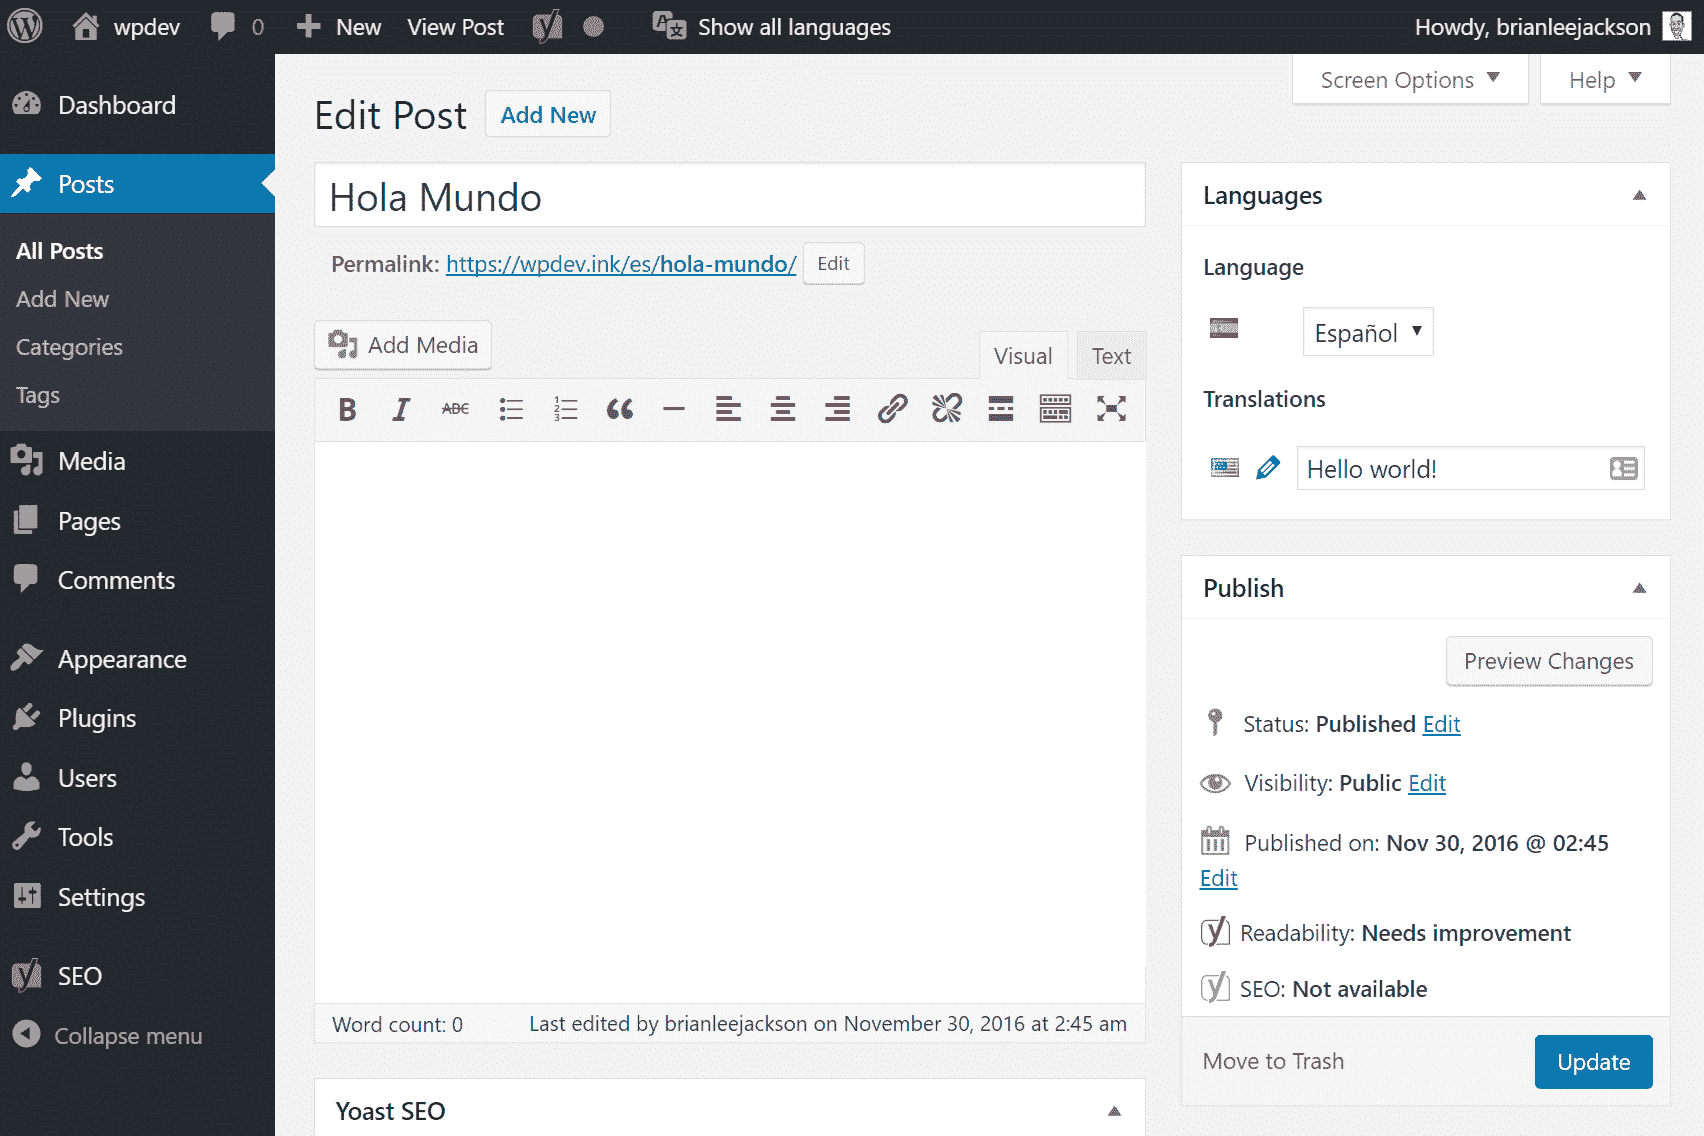 wpdev 0 New View Post Show all languages Howdy, brianleejackson
Screen Options Help
Dashboard
Posts
All Posts
Add New
Categories
Tags
Media
Pages
Comments
Appearance
Plugins
Users
Tools
Settings
SEO
Collapse menu
Edit Post Add New
Hola Mundo
Permalink: https://wpdev.ink/es/hola-mundo/ Edit
Add Media
Visual Text
B I ABC
Word count: 0 Last edited by brianleejackson on November 30, 2016 at 2:45 am
Yoast SEO
Languages
Language
Español
Translations
Hello world!
Publish
Preview Changes
Status: Published Edit
Visibility: Public Edit
Published on: Nov 30, 2016 @ 02:45
Edit
Readability: Needs improvement
SEO: Not available
Move to Trash Update